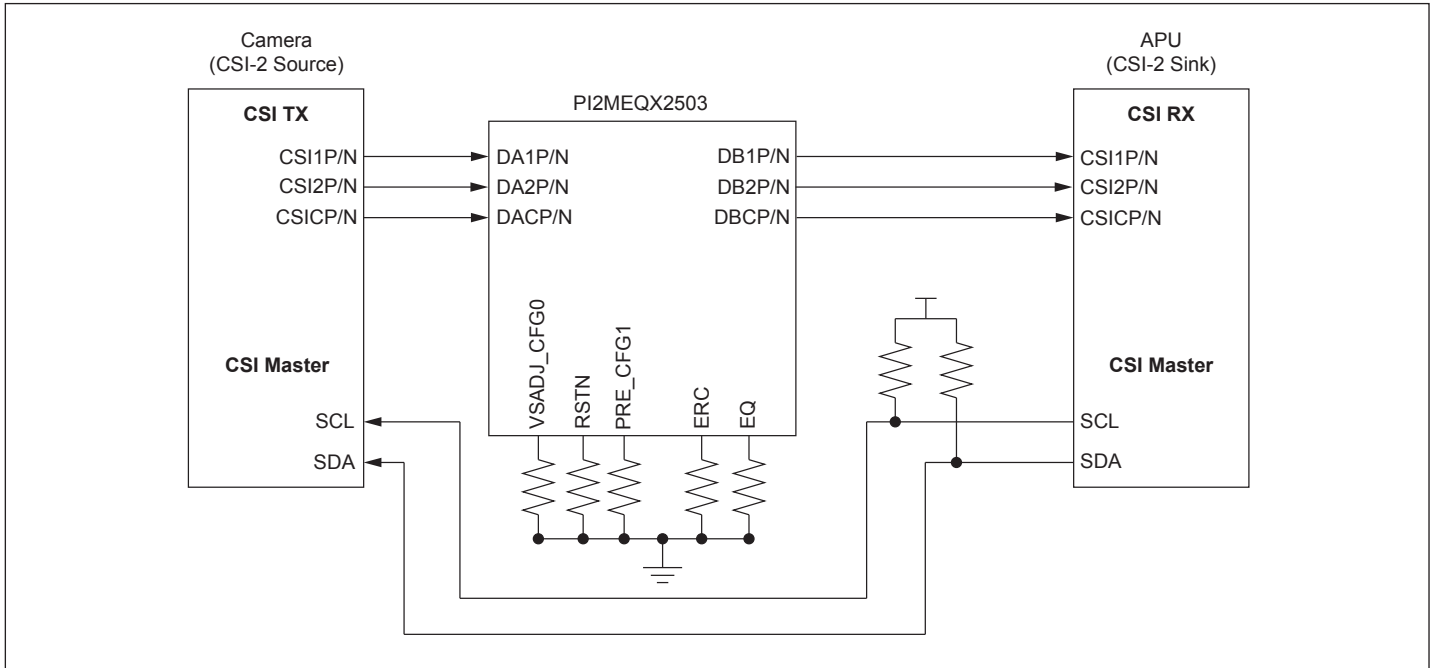 Camera
(CSI-2 Source)
CSI TX
CSI1P/N
CSI2P/N
CSICP/N
CSI Master
SCL
SDA
PI2MEQX2503
DA1P/N
DA2P/N
DACP/N
DB1P/N
DB2P/N
DBCP/N
VSADJ_CFG0
RSTN
PRE_CFG1
ERC
EQ
APU
(CSI-2 Sink)
CSI RX
CSI1P/N
CSI2P/N
CSICP/N
CSI Master
SCL
SDA